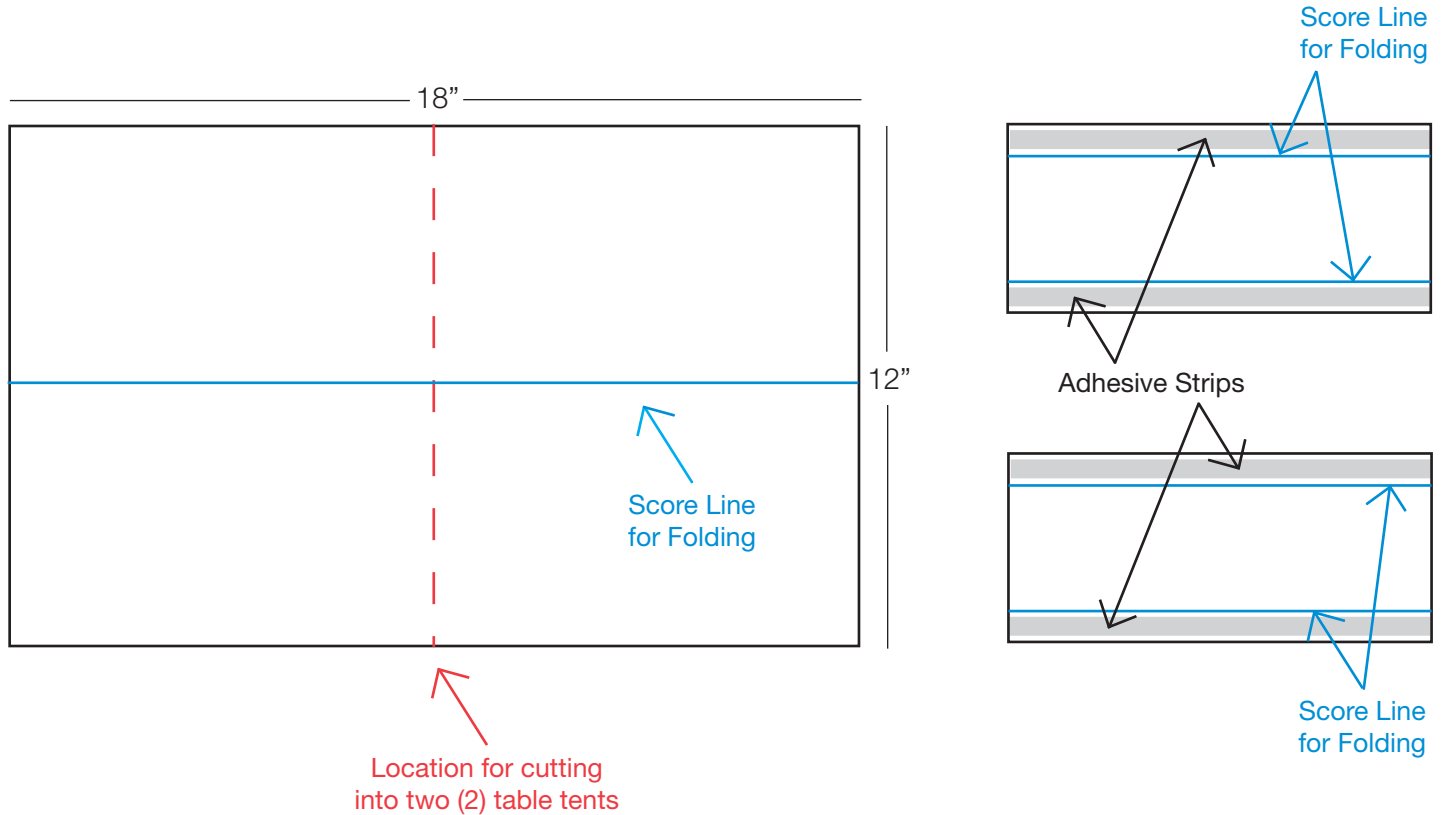 Score Line
for Folding
18”
12”
Adhesive Strips
Score Line
for Folding
Score Line
for Folding
Location for cutting
into two (2) table tents